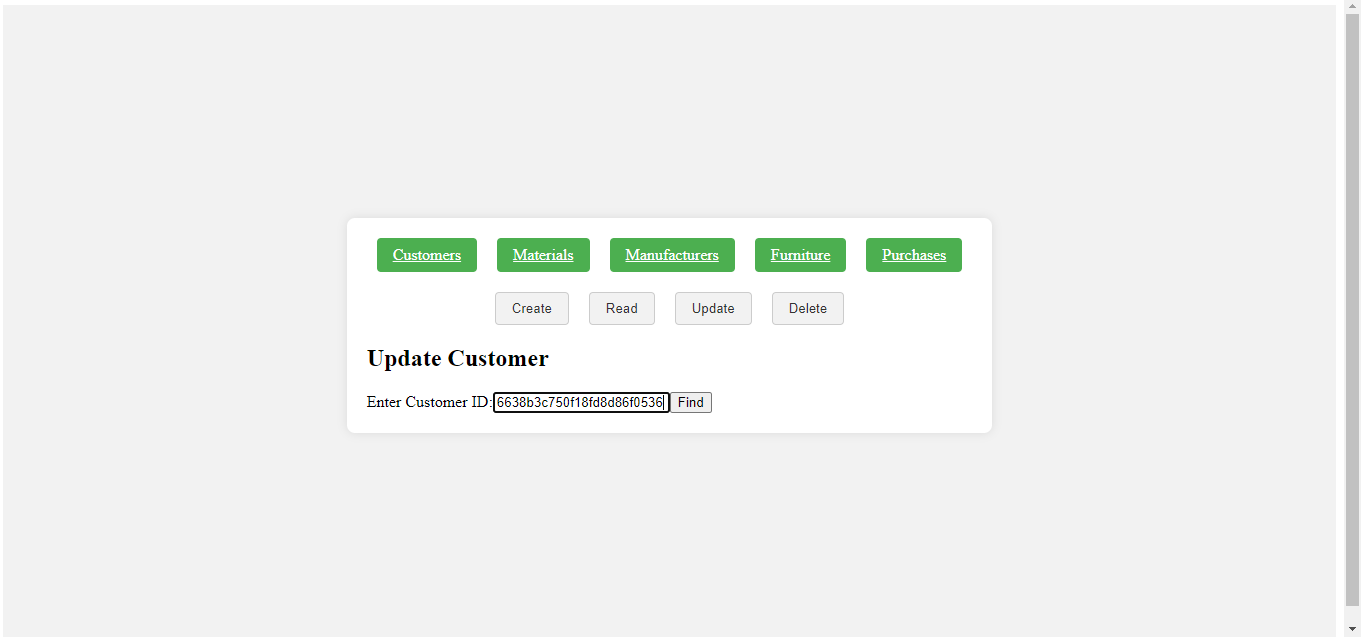 Customers Materials Manufacturers Furniture Purchases
Create Read Update Delete
Update Customer
Enter Customer ID: 6638b3c750f18fd8d86f0536 Find